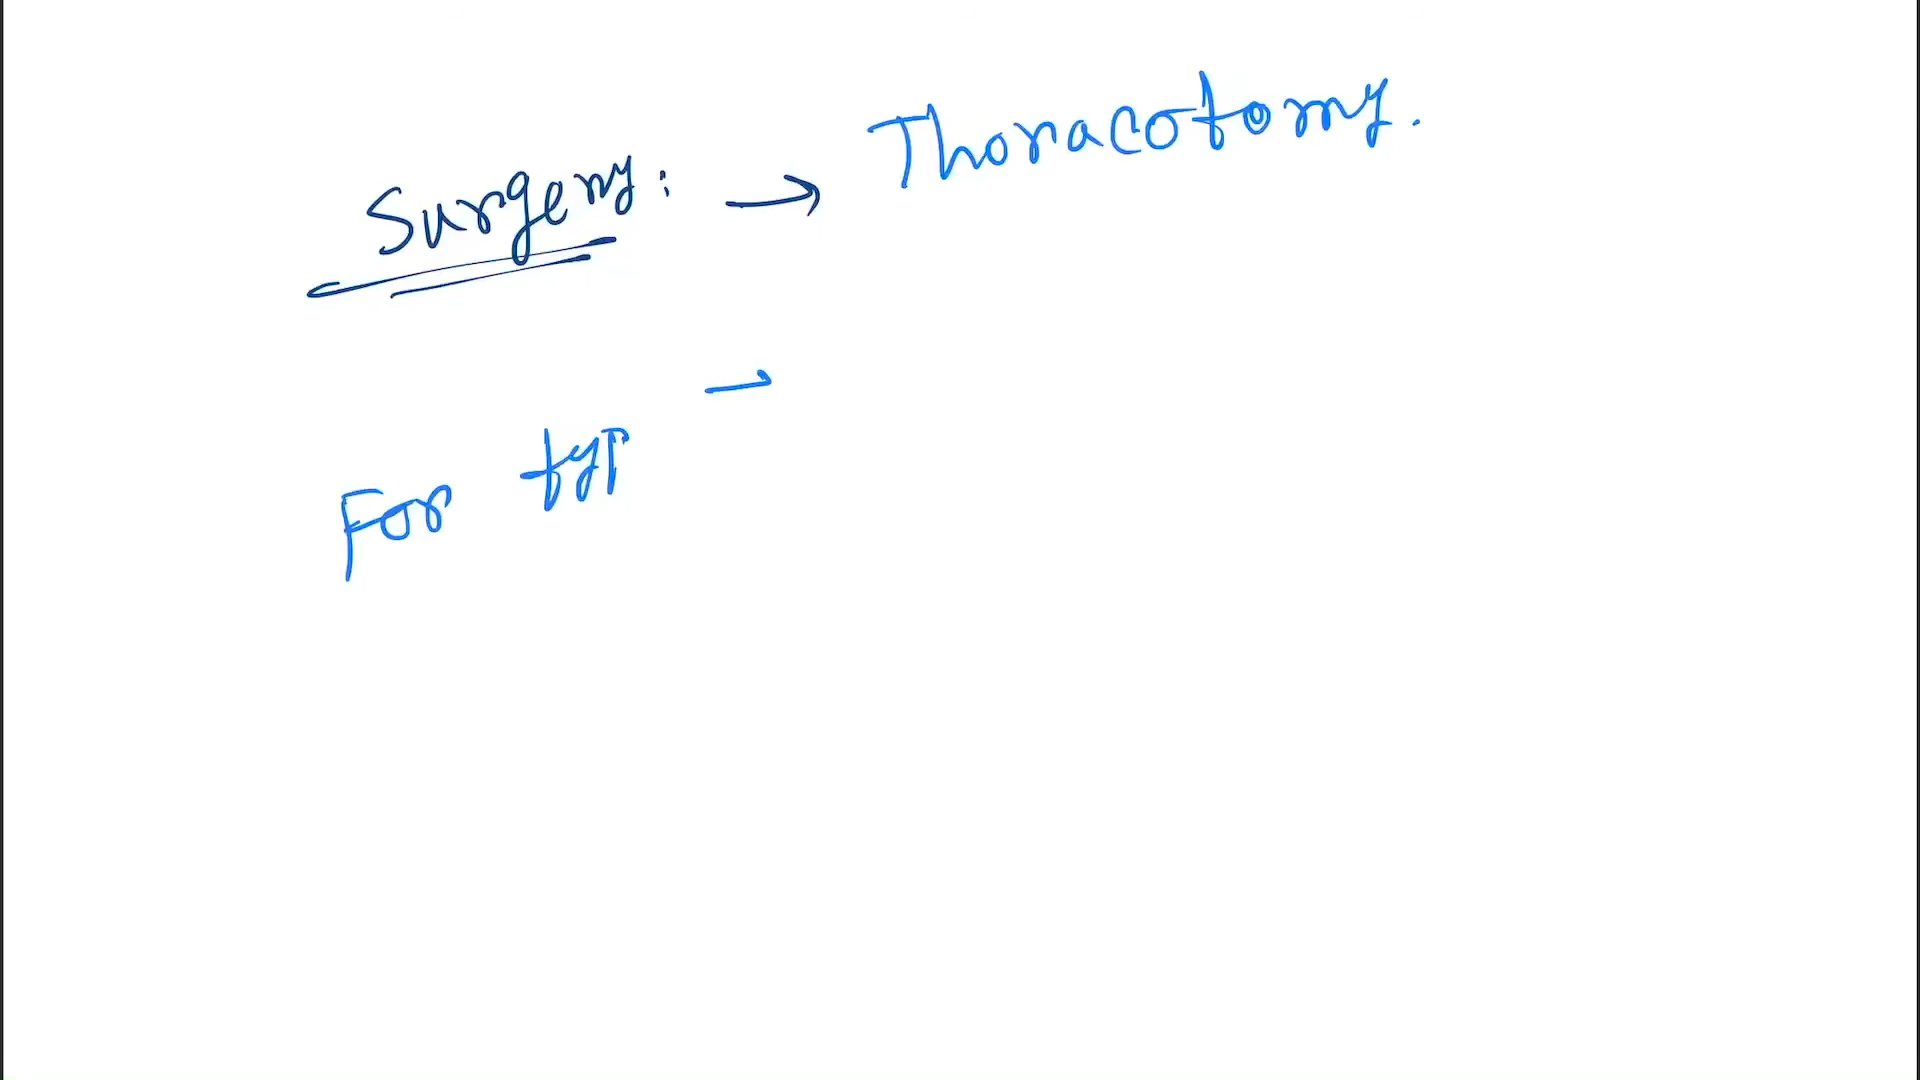 Surgery: → Thoracotomy.
→
For typ